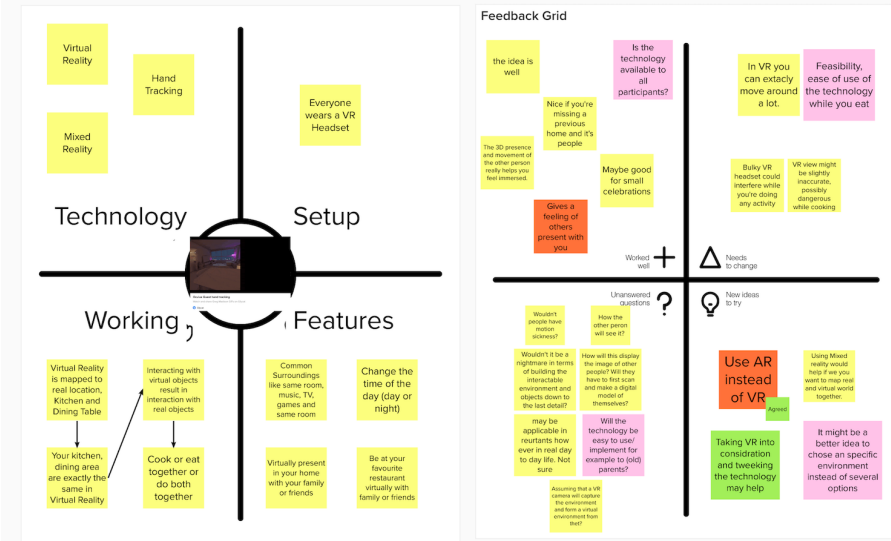 Virtual
Reality
Hand
Tracking
Mixed
Reality
Everyone
wears a VR
Headset
Technology
Setup
Working
Features
Virtual Reality
is mapped to
real location,
Kitchen and
Dining Table
Interacting with
virtual objects
result in
interaction with
real objects
Your kitchen,
dining area
are exactly the
same in
Virtual Reality
Cook or eat
together or
do both
together
Common
Surroundings
like same room,
music, TV,
games and
same room
Change the
time of the
day (day or
night)
Virtually present
in your home
with your family
or friends
Be at your
favourite
restaurant
virtually with
family or friends
Feedback Grid
the idea is
well
Is the
technology
available to
all
participants?
Nice if you're
missing a
previous
home and it's
people
The 3D presence
and movement of
the other person
really helps you
feel immersed.
Maybe good
for small
celebrations
Gives a
feeling of
others
present with
you
Worked
well
In VR you
can extacly
move around
a lot.
Feasibility,
ease of use of
the technology
while you eat
Bulky VR
headset could
interfere while
you're doing
any activity
VR view might
be slightly
inaccurate,
possibly
dangerous
while cooking
Needs
to change
Unanswered
questions
Wouldn't
people have
motion
sickness?
How the
other peron
will see it?
Wouldn't it be a
nightmare in terms
of building the
interactable
environment and
objects down to
the last detail?
How will this display
the image of other
people? Will they
have to first scan
and make a digital
model of
themselves?
may be
applicable in
reurtants how
ever in real day
to day life. Not
sure
Will the
technology be
easy to use/
implement for
example to (old)
parents?
Assuming that a VR
camera will capture
the environment
and form a virtual
environment from
thet?
New ideas
to try
Use AR
instead
of VR
Agreed
Using Mixed
reality would
help if we you
want to map real
and virtual world
together.
Taking VR into
considration
and tweeking
the technology
may help
It might be a
better idea to
chose an specific
environment
instead of several
options